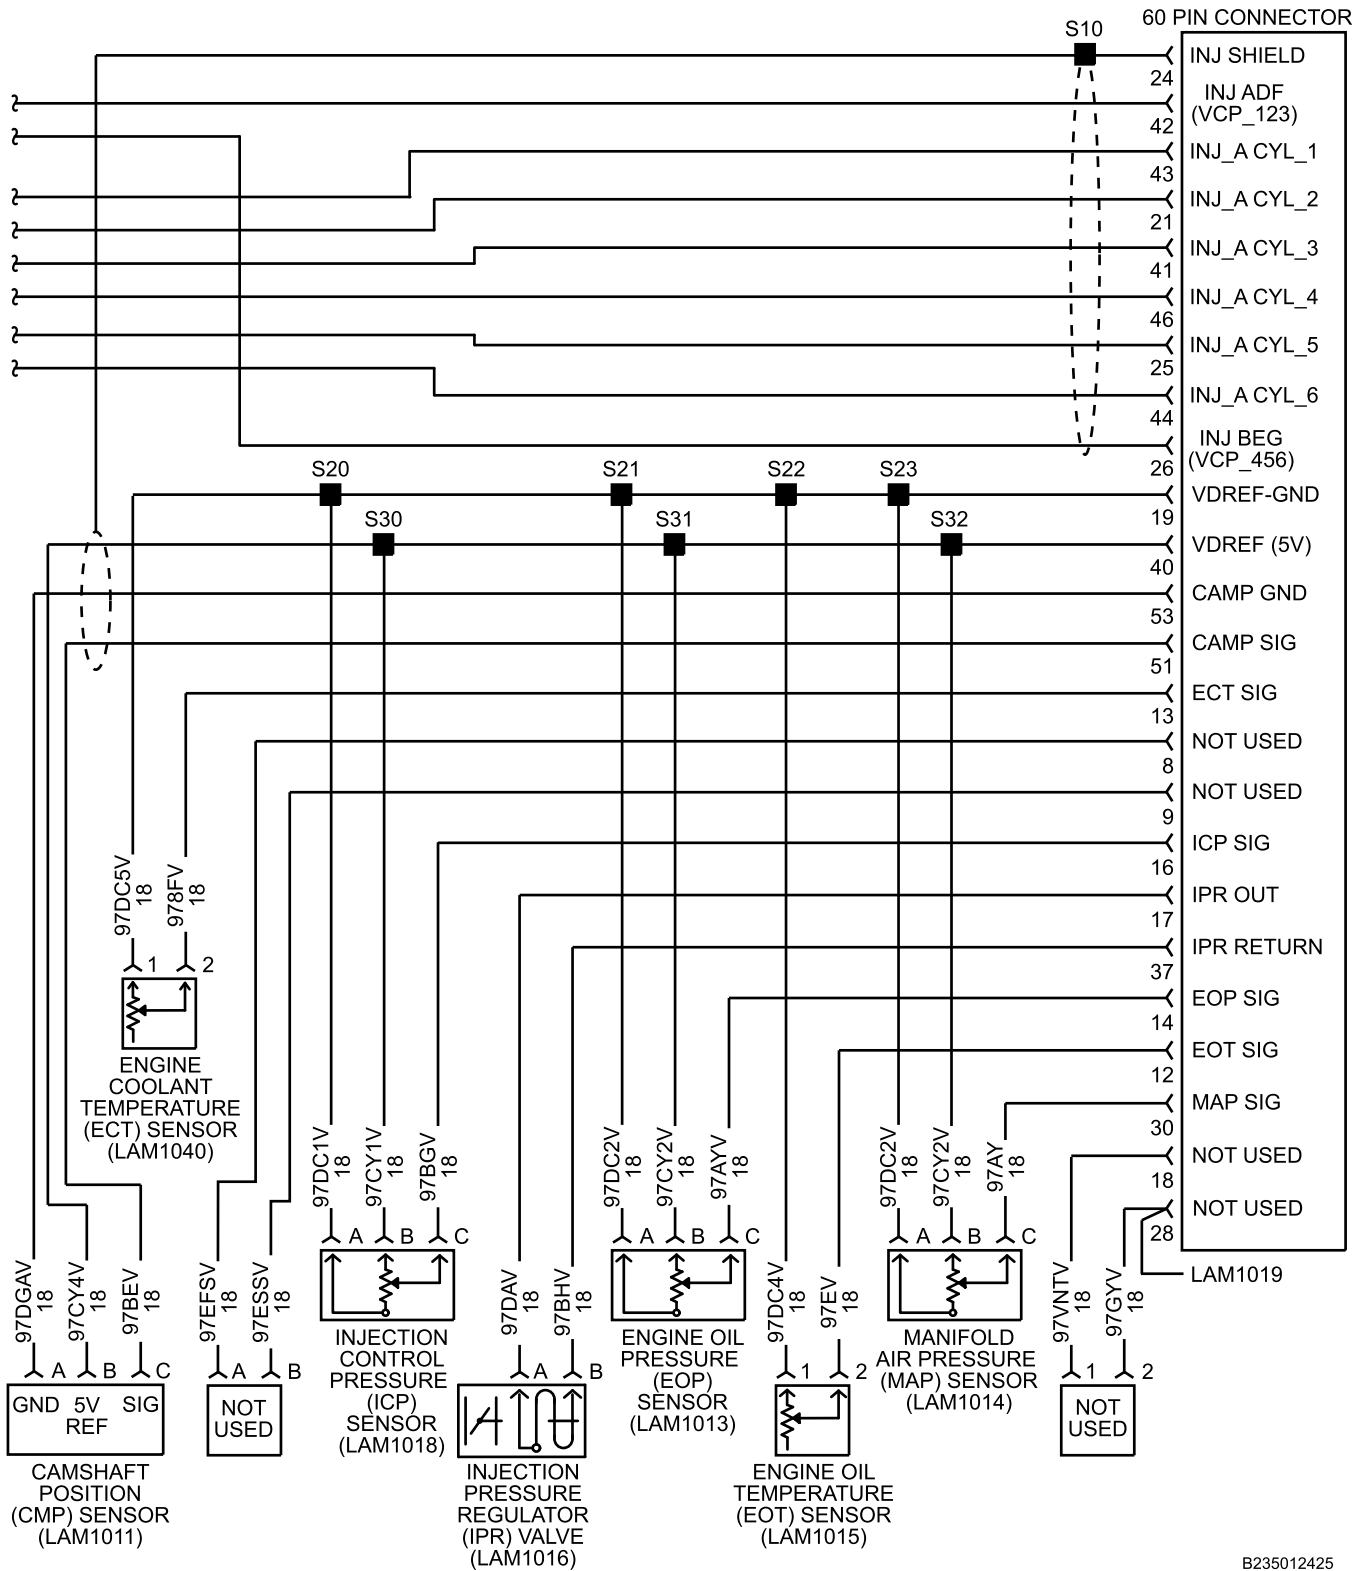 60 PIN CONNECTOR
S10
INJ SHIELD
24
INJ ADF
(VCP_123)
42
INJ_A CYL_1
43
INJ_A CYL_2
21
INJ_A CYL_3
41
INJ_A CYL_4
46
INJ_A CYL_5
25
INJ_A CYL_6
44
INJ BEG
(VCP_456)
26
S20
S21
S22
S23
VDREF-GND
19
S30
S31
S32
VDREF (5V)
40
CAMP GND
53
CAMP SIG
51
ECT SIG
13
NOT USED
8
NOT USED
9
ICP SIG
16
IPR OUT
17
IPR RETURN
37
EOP SIG
14
EOT SIG
12
MAP SIG
30
NOT USED
18
NOT USED
28
LAM1019
97DC5V
18
978FV
18
1
2
ENGINE
COOLANT
TEMPERATURE
(ECT) SENSOR
(LAM1040)
97DC1V
18
97CY1V
18
97BGV
18
A
B
C
INJECTION
CONTROL
PRESSURE
(ICP)
SENSOR
(LAM1018)
97DC2V
18
97CY2V
18
97AYV
18
A
B
C
ENGINE OIL
PRESSURE
(EOP)
SENSOR
(LAM1013)
97DC2V
18
97CY2V
18
97AY
18
A
B
C
MANIFOLD
AIR PRESSURE
(MAP) SENSOR
(LAM1014)
97DGAV
18
97CY4V
18
97BEV
18
A
B
C
GND
5V
REF
SIG
CAMSHAFT
POSITION
(CMP) SENSOR
(LAM1011)
97EFSV
18
97ESSV
18
A
B
NOT
USED
97DAV
18
97BHV
18
A
B
INJECTION
PRESSURE
REGULATOR
(IPR) VALVE
(LAM1016)
97DC4V
18
97EV
18
1
2
ENGINE OIL
TEMPERATURE
(EOT) SENSOR
(LAM1015)
97VNTV
18
97GYV
18
1
2
NOT
USED
B235012425